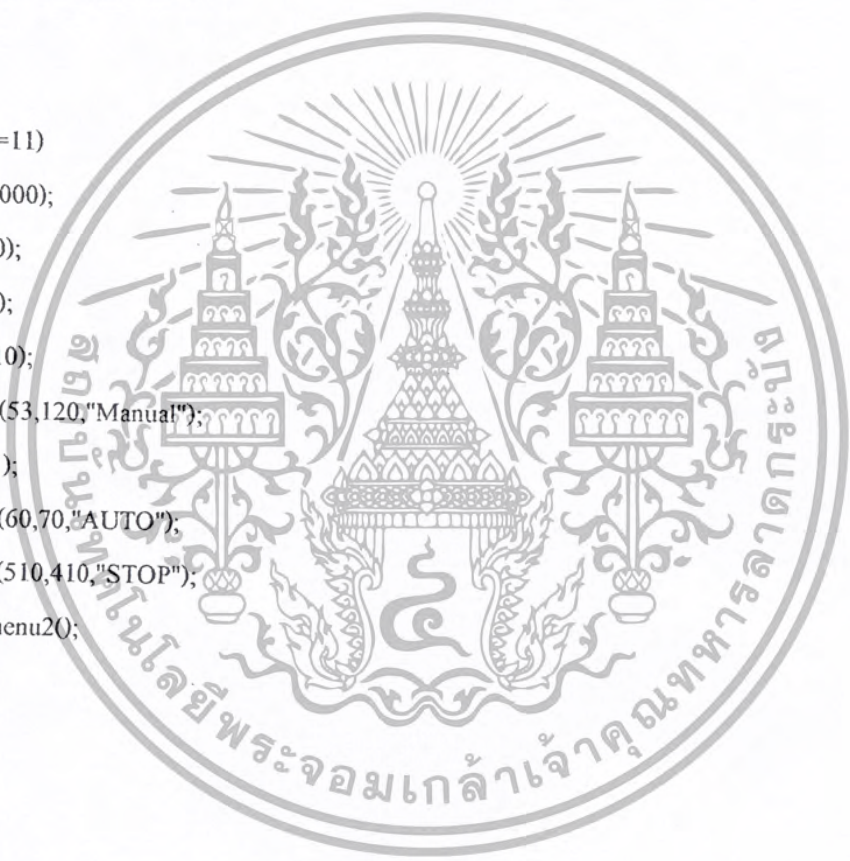 =11)
000);
0);
);
10);
(53,120,"Manual");
);
(60,70,"AUTO");
(510,410,"STOP");
nenu2();
สถาบันเทคโนโลยีพระจอมเกล้าเจ้าคุณทหารลาดกระบัง